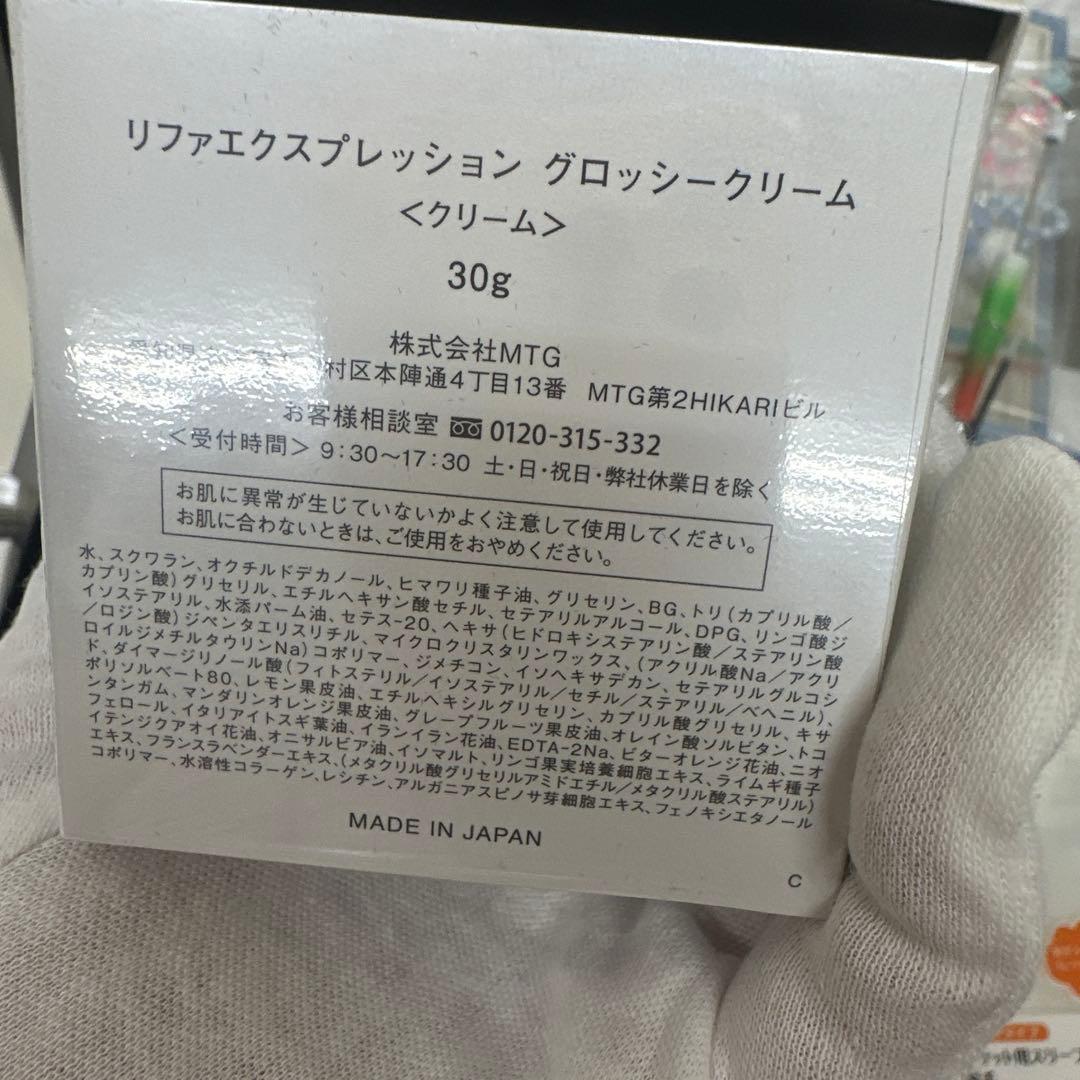 リファエクスプレッション グロッシークリーム
＜クリーム＞
30g
株式会社MTG
村区本陣通4丁目13番 MTG第2HIKARIビル
お客様相談室 0120-315-332
＜受付時間＞ 9:30〜17:30 土・日・祝日・弊社休業日を除く
お肌に異常が生じていないかよく注意して使用してください。
お肌に合わないときは、ご使用をおやめください。
水、スクワラン、オクチルドデカノール、ヒマワリ種子油、グリセリン、BG、トリ（カプリル酸／
カプリン酸）グリセリル、エチルヘキサン酸セチル、セテアリルアルコール、DPG、リンゴ酸ジ
イソステアリル、水添パーム油、セテス-20、ヘキサ（ヒドロキシステアリン酸／ステアリン酸
／ロジン酸）ジペンタエリスリチル、マイクロクリスタリンワックス、（アクリル酸Na／アクリ
ロイルジメチルタウリンNa）コポリマー、ジメチコン、イソヘキサデカン、セテアリルグルコシ
ド、ダイマージリノール酸（フィトステリル／イソステアリル／セチル／ステアリル／ベヘニル）、
ポリソルベート80、レモン果皮油、エチルヘキシルグリセリン、カプリル酸グリセリル、キサ
ンタンガム、マンダリンオレンジ果皮油、グレープフルーツ果皮油、オレイン酸ソルビタン、トコ
フェロール、イタリアイトスギ葉油、イランイラン花油、EDTA-2Na、ビターオレンジ花油、ニオ
イテンジクアオイ花油、オニサルビア油、イソマルト、リンゴ果実培養細胞エキス、ライムギ種子
エキス、フランスラベンダーエキス、（メタクリル酸グリセリルアミドエチル／メタクリル酸ステアリル）
コポリマー、水溶性コラーゲン、レシチン、アルガニアスピノサ芽細胞エキス、フェノキシエタノール
MADE IN JAPAN
C